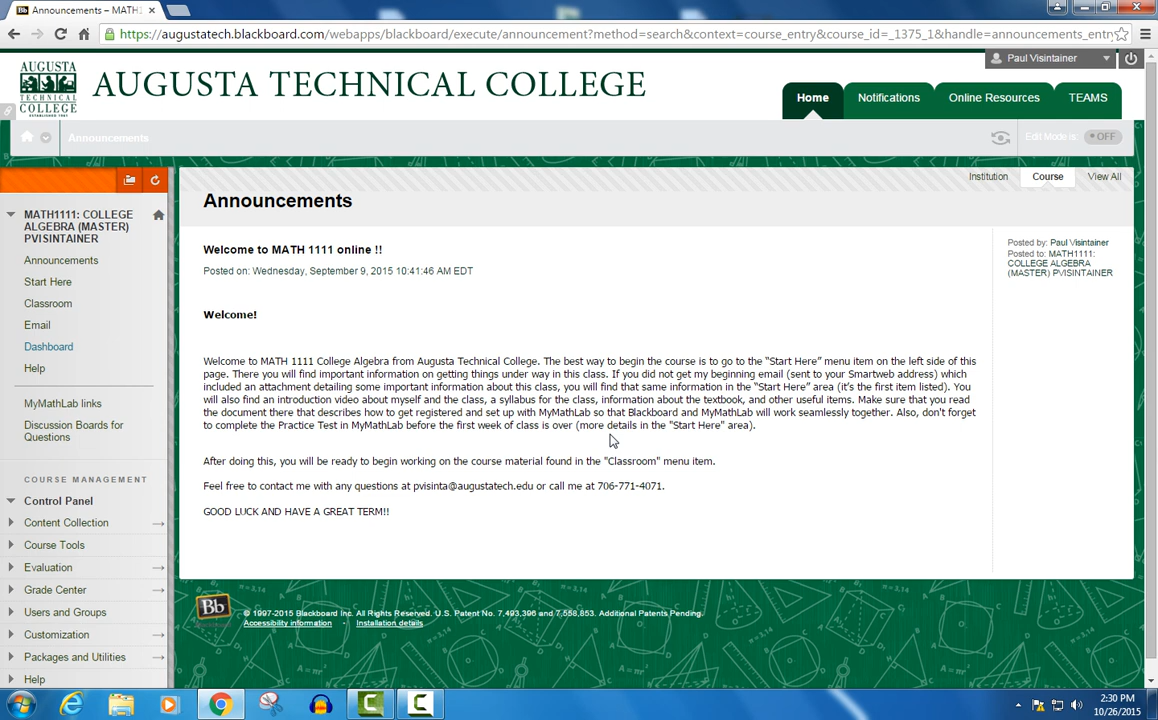 Announcements – MATH1
https://augustatech.blackboard.com/webapps/blackboard/execute/announcement?method=search&context=course_entry&course_id=_1375_1&handle=announcements_entry
Paul Visintainer
AUGUSTA
TECHNICAL
COLLEGE
AUGUSTA TECHNICAL COLLEGE
Home
Notifications
Online Resources
TEAMS
Announcements
Edit Mode is:
OFF
Institution
Course
View All
MATH1111: COLLEGE
ALGEBRA (MASTER)
PVISINTAINER
Announcements
Start Here
Classroom
Email
Dashboard
Help
MyMathLab links
Discussion Boards for
Questions
COURSE MANAGEMENT
Control Panel
Content Collection
Course Tools
Evaluation
Grade Center
Users and Groups
Customization
Packages and Utilities
Help
Announcements
Welcome to MATH 1111 online !!
Posted on: Wednesday, September 9, 2015 10:41:46 AM EDT
Posted by: Paul Visintainer
Posted to: MATH1111:
COLLEGE ALGEBRA
(MASTER) PVISINTAINER
Welcome!
Welcome to MATH 1111 College Algebra from Augusta Technical College. The best way to begin the course is to go to the “Start Here” menu item on the left side of this
page. There you will find important information on getting things under way in this class. If you did not get my beginning email (sent to your Smartweb address) which
included an attachment detailing some important information about this class, you will find that same information in the “Start Here” area (it’s the first item listed). You
will also find an introduction video about myself and the class, a syllabus for the class, information about the textbook, and other useful items. Make sure that you read
the document there that describes how to get registered and set up with MyMathLab so that Blackboard and MyMathLab will work seamlessly together. Also, don't forget
to complete the Practice Test in MyMathLab before the first week of class is over (more details in the "Start Here" area).
After doing this, you will be ready to begin working on the course material found in the "Classroom" menu item.
Feel free to contact me with any questions at pvisinta@augustatech.edu or call me at 706-771-4071.
GOOD LUCK AND HAVE A GREAT TERM!!
Bb
© 1997-2015 Blackboard Inc. All Rights Reserved. U.S. Patent No. 7,493,396 and 7,558,853. Additional Patents Pending.
Accessibility information - Installation details
2:30 PM
10/26/2015